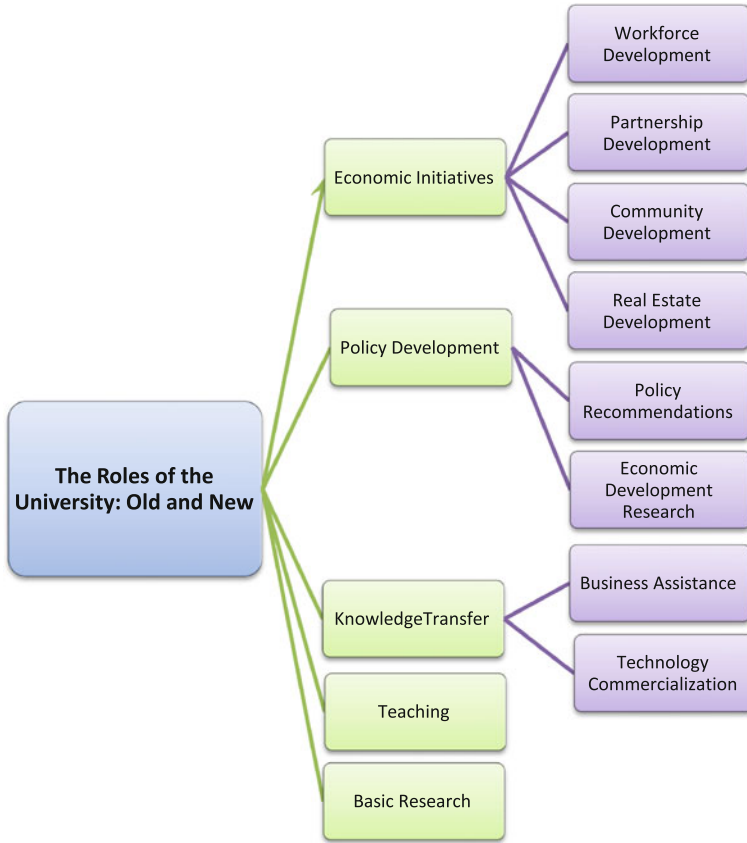 The Roles of the
University: Old and New
Economic Initiatives
Workforce
Development
Partnership
Development
Community
Development
Real Estate
Development
Policy Development
Policy
Recommendations
Economic
Development
Research
KnowledgeTransfer
Business Assistance
Technology
Commercialization
Teaching
Basic Research